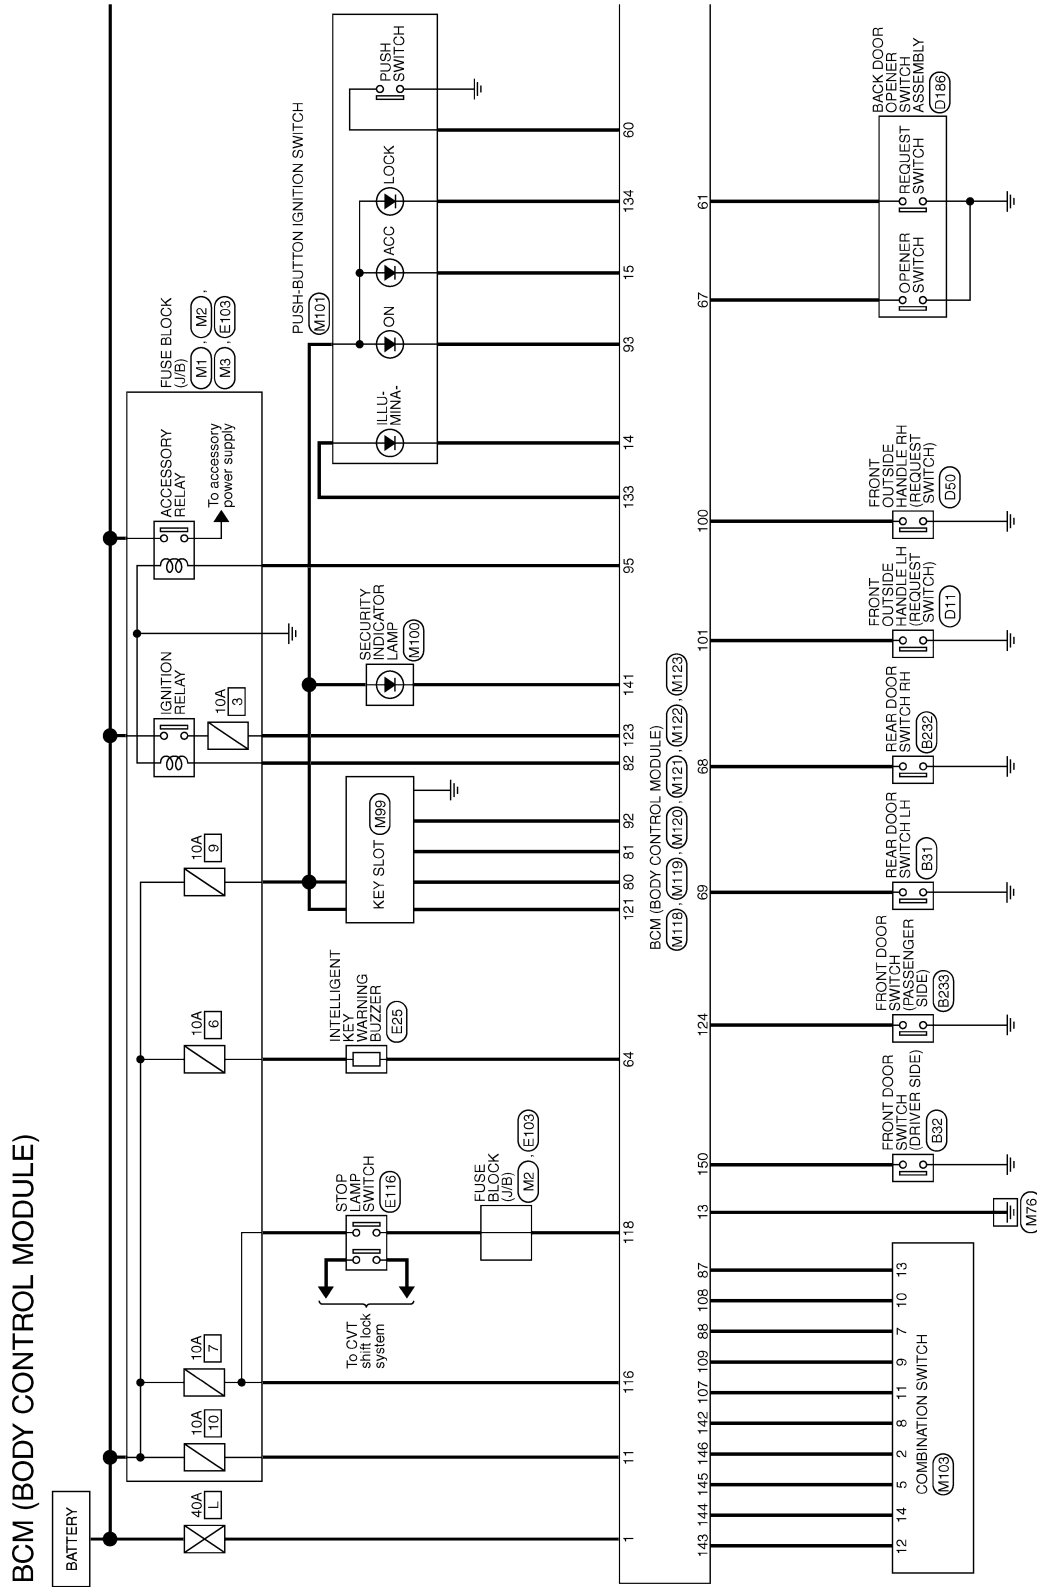 BCM (BODY CONTROL MODULE)
BATTERY
40A
L
10A
10
10A
7
10A
6
10A
9
IGNITION
RELAY
10A
3
ACCESSORY
RELAY
To accessory
power supply
FUSE BLOCK
(J/B)
M1 , M2 ,
M3 , E103
To CVT
shift lock
system
STOP
LAMP
SWITCH
E116
FUSE
BLOCK
(J/B)
M2 , E103
INTELLIGENT
KEY
WARNING
BUZZER
E25
KEY SLOT
M99
SECURITY
INDICATOR
LAMP
M100
PUSH-BUTTON IGNITION SWITCH
M101
ILLU-
MINA-
ON
ACC
LOCK
PUSH
SWITCH
1
11
116
118
64
121
80
81
92
82
123
141
95
133
14
93
15
134
60
BCM (BODY CONTROL MODULE)
M118 , M119 , M120 , M121 , M122 , M123
143
144
145
146
142
107
109
88
108
87
13
150
124
69
68
101
100
67
61
12
14
5
2
8
11
9
7
10
13
COMBINATION SWITCH
M103
M76
FRONT DOOR
SWITCH
(DRIVER SIDE)
B32
FRONT DOOR
SWITCH
(PASSENGER
SIDE)
B233
REAR DOOR
SWITCH LH
B31
REAR DOOR
SWITCH RH
B232
FRONT
OUTSIDE
HANDLE LH
(REQUEST
SWITCH)
D11
FRONT
OUTSIDE
HANDLE RH
(REQUEST
SWITCH)
D50
OPENER
SWITCH
REQUEST
SWITCH
BACK DOOR
OPENER
SWITCH
ASSEMBLY
D186